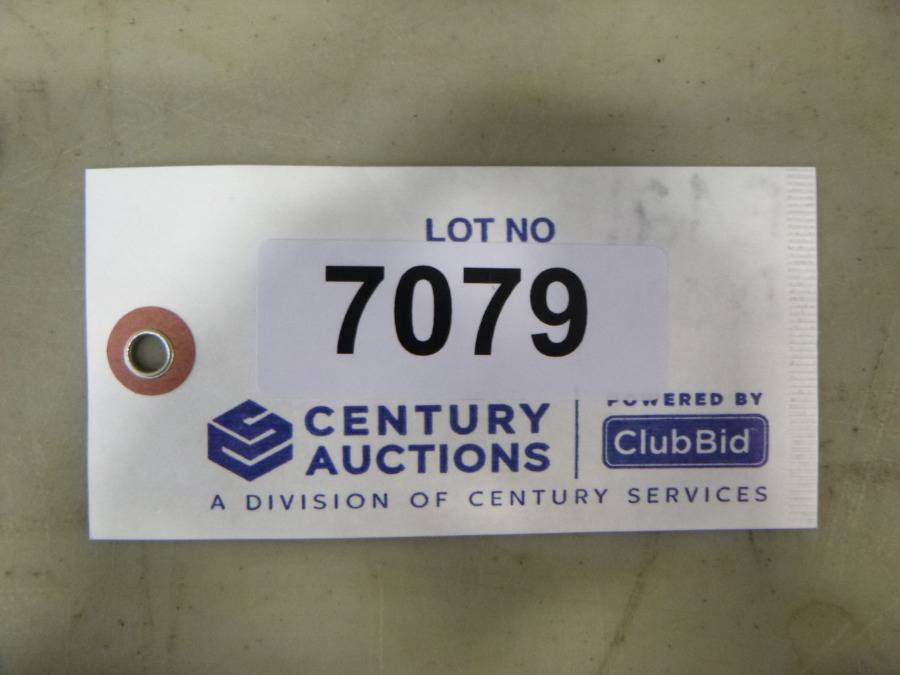 LOT NO
7079
CENTURY
AUCTIONS
A DIVISION OF CENTURY SERVICES
POWERED BY
ClubBid